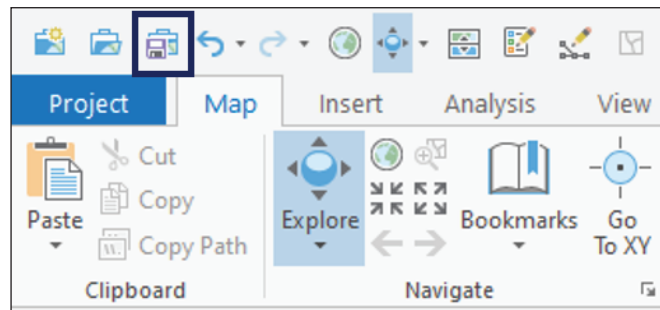 Project Map Insert Analysis View
Cut
Copy
Paste
Copy Path
Explore
Bookmarks
Go
To XY
Clipboard
Navigate